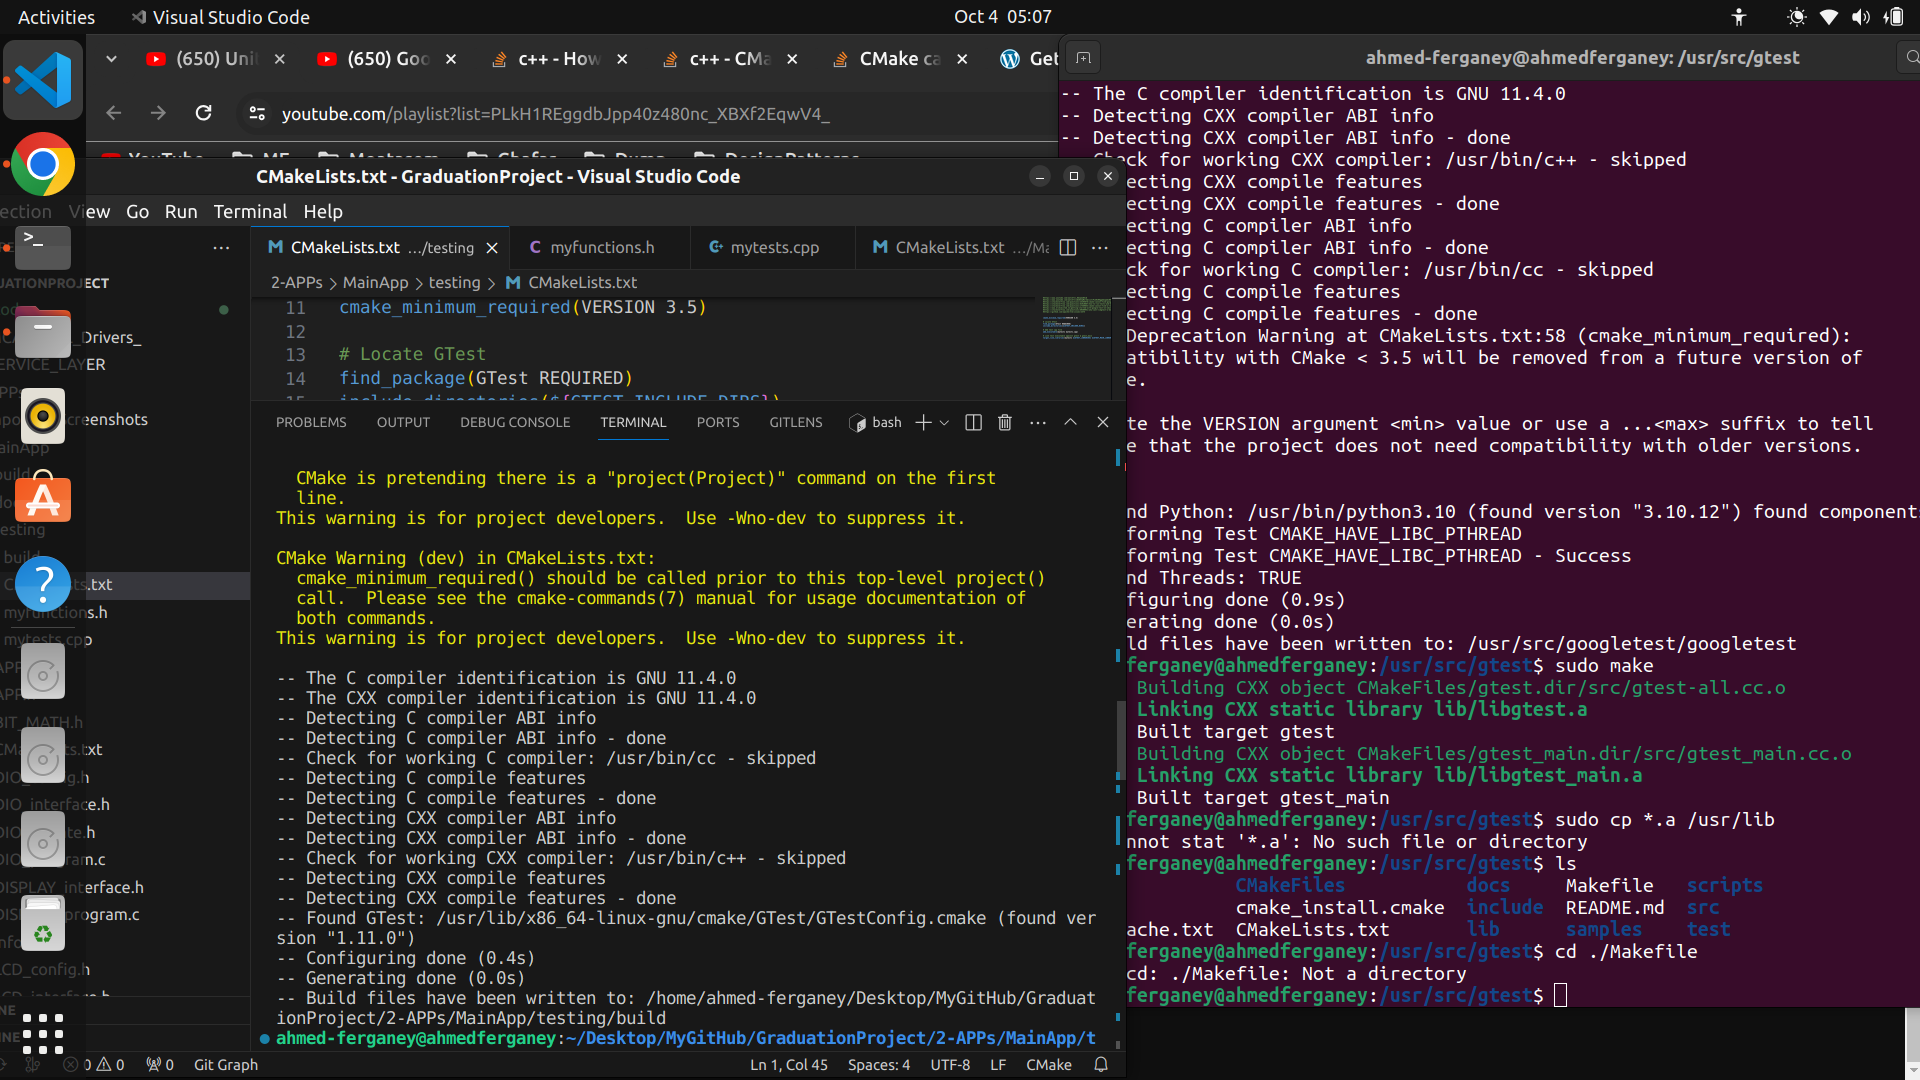 Activities
Visual Studio Code
Oct 4 05:07
(650) Uni
(650) Goo
c++ - How
c++ - CMa
CMake ca
Get
youtube.com/playlist?list=PLkH1REggdbJpp40z480nc_XBXf2EqwV4_
YouTube
ME
Montasem
Ghafar
Dump
DesignPatterns
CMakeLists.txt - GraduationProject - Visual Studio Code
ection View Go Run Terminal Help
CMakeLists.txt .../testing
myfunctions.h
mytests.cpp
CMakeLists.txt .../Ma
2-APPs > MainApp > testing > CMakeLists.txt
11 cmake_minimum_required(VERSION 3.5)
12
13 # Locate GTest
14 find_package(GTest REQUIRED)
15 include_directories(${GTEST_INCLUDE_DIRS})
PROBLEMS OUTPUT DEBUG CONSOLE TERMINAL PORTS GITLENS bash
CMake is pretending there is a "project(Project)" command on the first
line.
This warning is for project developers. Use -Wno-dev to suppress it.
CMake Warning (dev) in CMakeLists.txt:
cmake_minimum_required() should be called prior to this top-level project()
call. Please see the cmake-commands(7) manual for usage documentation of
both commands.
This warning is for project developers. Use -Wno-dev to suppress it.
-- The C compiler identification is GNU 11.4.0
-- The CXX compiler identification is GNU 11.4.0
-- Detecting C compiler ABI info
-- Detecting C compiler ABI info - done
-- Check for working C compiler: /usr/bin/cc - skipped
-- Detecting C compile features
-- Detecting C compile features - done
-- Detecting CXX compiler ABI info
-- Detecting CXX compiler ABI info - done
-- Check for working CXX compiler: /usr/bin/c++ - skipped
-- Detecting CXX compile features
-- Detecting CXX compile features - done
-- Found GTest: /usr/lib/x86_64-linux-gnu/cmake/GTest/GTestConfig.cmake (found ver
sion "1.11.0")
-- Configuring done (0.4s)
-- Generating done (0.0s)
-- Build files have been written to: /home/ahmed-ferganey/Desktop/MyGitHub/Graduat
ionProject/2-APPs/MainApp/testing/build
ahmed-ferganey@ahmedferganey:~/Desktop/MyGitHub/GraduationProject/2-APPs/MainApp/t
0 0
0
Git Graph
Ln 1, Col 45
Spaces: 4
UTF-8
LF
CMake
UATIONPROJECT
_Drivers_
ERVICE_LAYER
eenshots
ainApp
esting
build
ts.txt
myfunctions.h
mytests.cpp
BIT_MATH.h
ts.txt
g.h
DIO_interface.h
te.h
ram.c
DISPLAY_interface.h
program.c
LCD_config.h
ahmed-ferganey@ahmedferganey: /usr/src/gtest
-- The C compiler identification is GNU 11.4.0
-- Detecting CXX compiler ABI info
-- Detecting CXX compiler ABI info - done
Check for working CXX compiler: /usr/bin/c++ - skipped
ecting CXX compile features
ecting CXX compile features - done
ecting C compiler ABI info
ecting C compiler ABI info - done
ck for working C compiler: /usr/bin/cc - skipped
ecting C compile features
ecting C compile features - done
Deprecation Warning at CMakeLists.txt:58 (cmake_minimum_required):
atibility with CMake < 3.5 will be removed from a future version of
e.
te the VERSION argument <min> value or use a ...<max> suffix to tell
e that the project does not need compatibility with older versions.
nd Python: /usr/bin/python3.10 (found version "3.10.12") found components
forming Test CMAKE_HAVE_LIBC_PTHREAD
forming Test CMAKE_HAVE_LIBC_PTHREAD - Success
nd Threads: TRUE
figuring done (0.9s)
erating done (0.0s)
ld files have been written to: /usr/src/googletest/googletest
ferganey@ahmedferganey:/usr/src/gtest$ sudo make
Building CXX object CMakeFiles/gtest.dir/src/gtest-all.cc.o
Linking CXX static library lib/libgtest.a
Built target gtest
Building CXX object CMakeFiles/gtest_main.dir/src/gtest_main.cc.o
Linking CXX static library lib/libgtest_main.a
Built target gtest_main
ferganey@ahmedferganey:/usr/src/gtest$ sudo cp *.a /usr/lib
nnot stat '*.a': No such file or directory
ferganey@ahmedferganey:/usr/src/gtest$ ls
CMakeFiles docs Makefile scripts
cmake_install.cmake include README.md src
ache.txt CMakeLists.txt lib samples test
ferganey@ahmedferganey:/usr/src/gtest$ cd ./Makefile
cd: ./Makefile: Not a directory
ferganey@ahmedferganey:/usr/src/gtest$